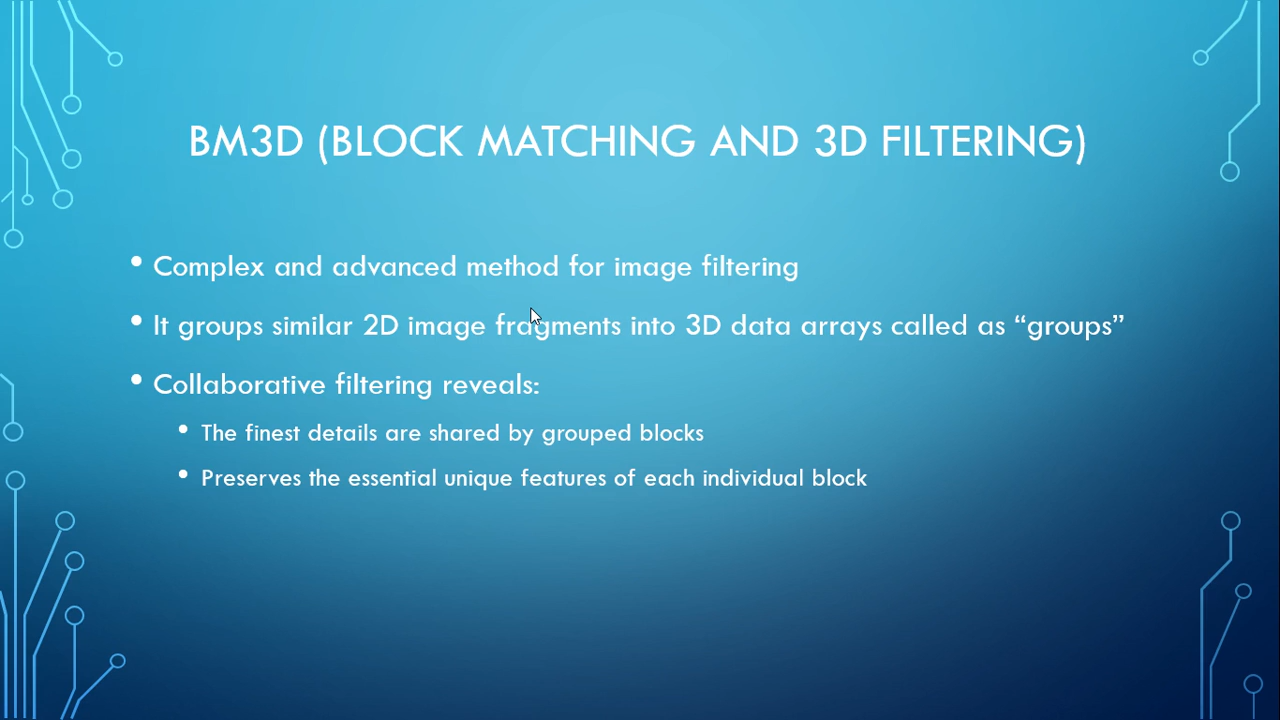 BM3D (BLOCK MATCHING AND 3D FILTERING)
• Complex and advanced method for image filtering
• It groups similar 2D image fragments into 3D data arrays called as “groups”
• Collaborative filtering reveals:
• The finest details are shared by grouped blocks
• Preserves the essential unique features of each individual block